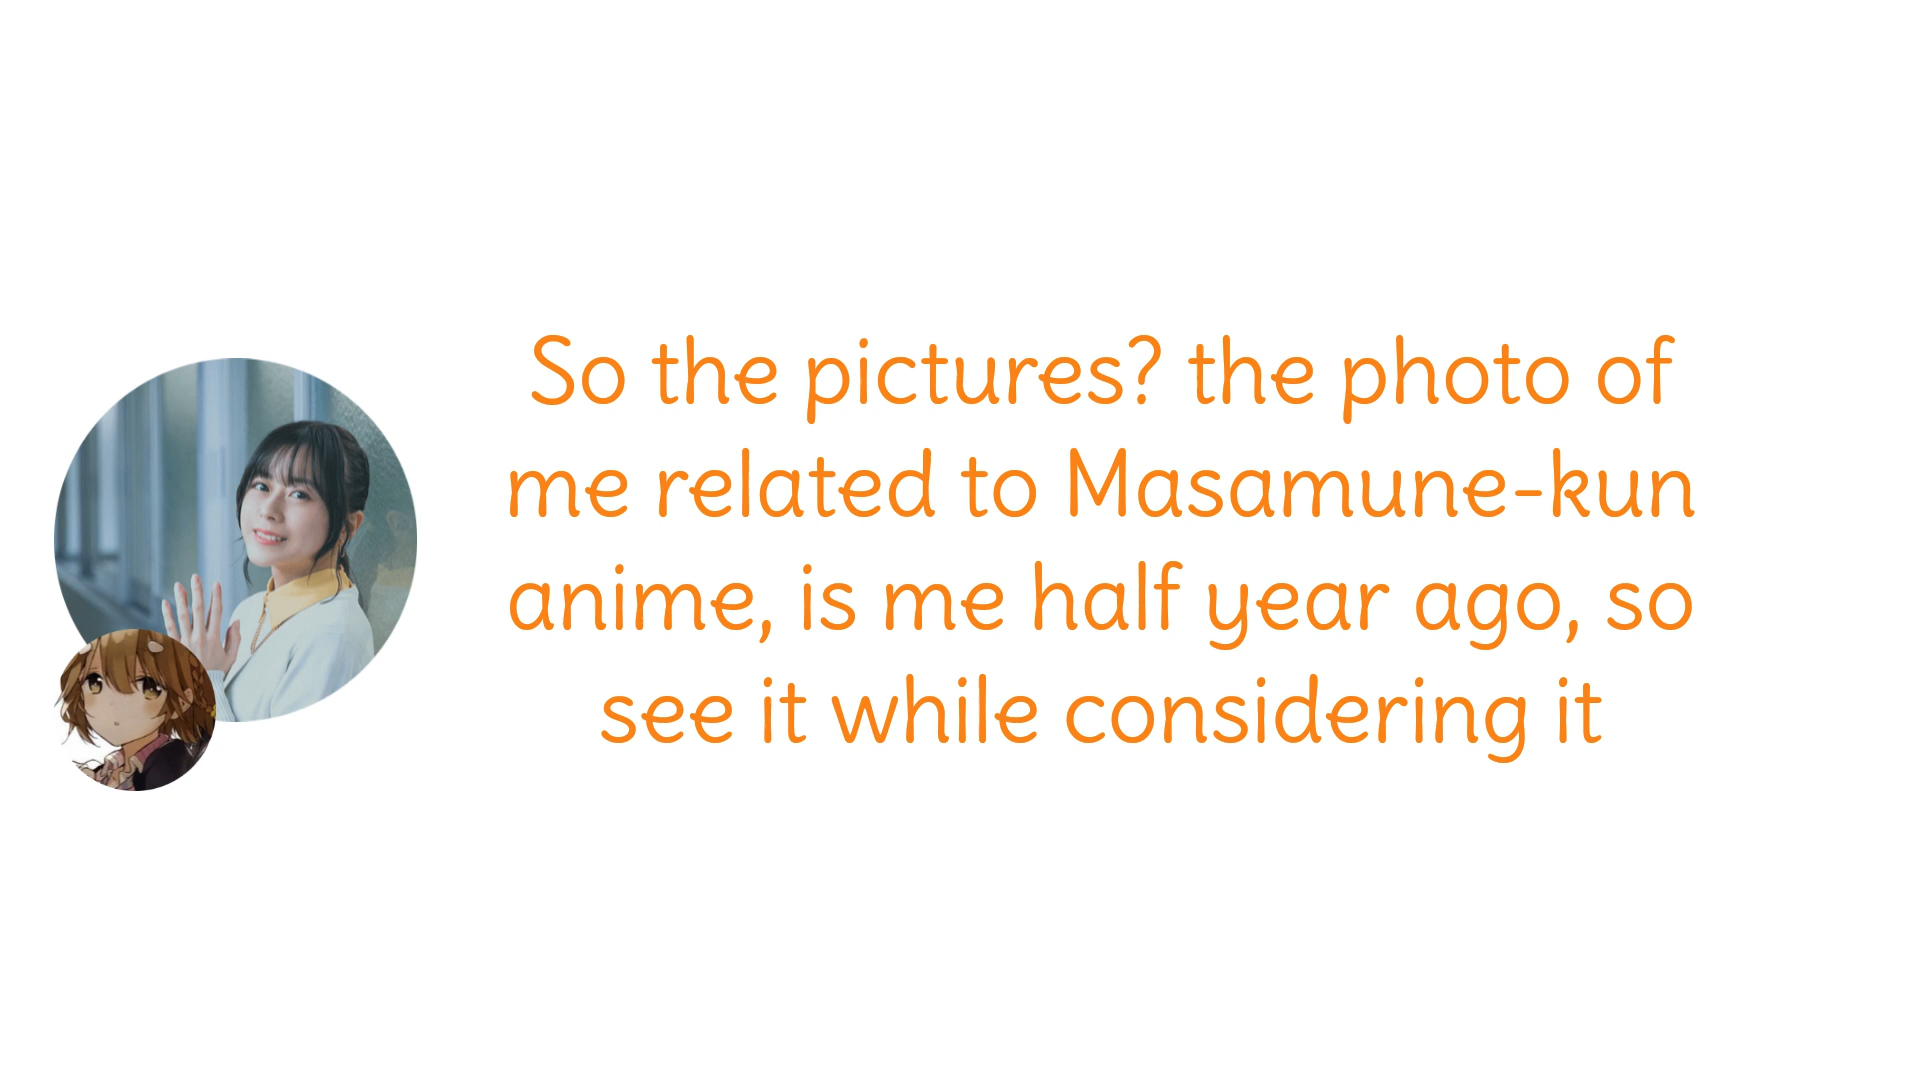 So the pictures? the photo of
me related to Masamune-kun
anime, is me half year ago, so
see it while considering it